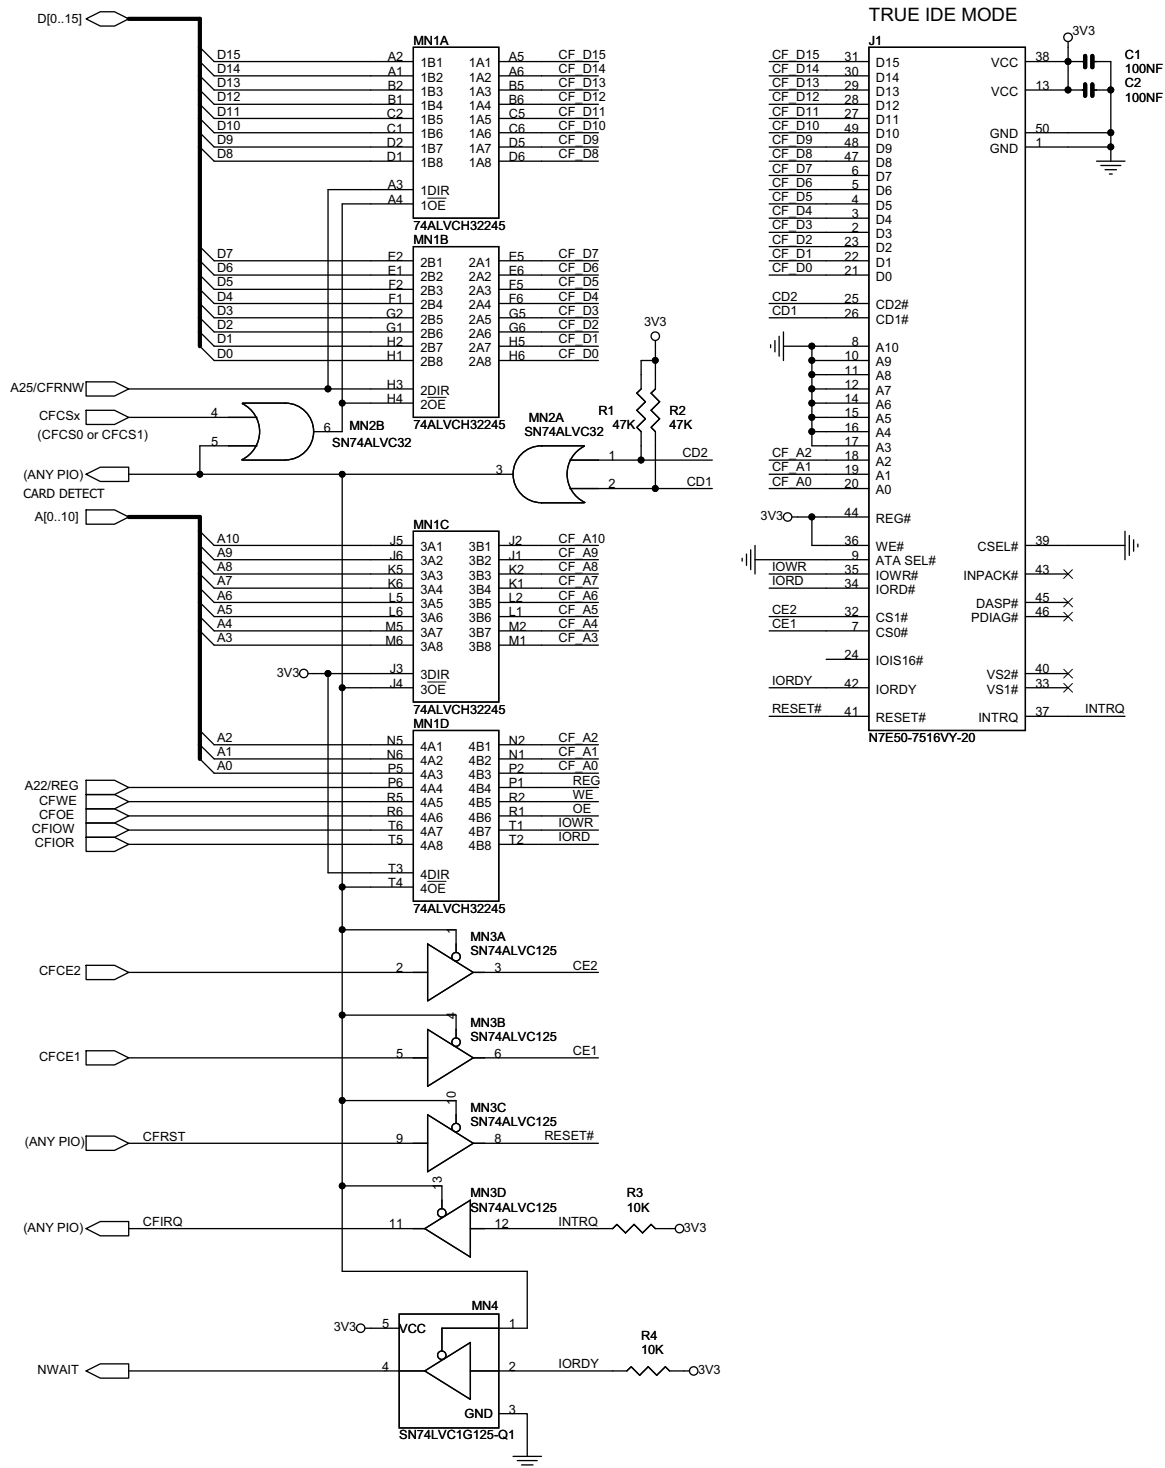 D[0..15]
TRUE IDE MODE
MN1A
D15 A2 1B1 1A1 A5 CF_D15
D14 A1 1B2 1A2 A6 CF_D14
D13 B2 1B3 1A3 B5 CF_D13
D12 B1 1B4 1A4 B6 CF_D12
D11 C2 1B5 1A5 C5 CF_D11
D10 C1 1B6 1A6 C6 CF_D10
D9 D2 1B7 1A7 D5 CF_D9
D8 D1 1B8 1A8 D6 CF_D8
A3 1DIR
A4 1OE
74ALVCH32245
MN1B
D7 E2 2B1 2A1 E5 CF_D7
D6 E1 2B2 2A2 E6 CF_D6
D5 F2 2B3 2A3 F5 CF_D5
D4 F1 2B4 2A4 F6 CF_D4
D3 G2 2B5 2A5 G5 CF_D3
D2 G1 2B6 2A6 G6 CF_D2
D1 H2 2B7 2A7 H5 CF_D1
D0 H1 2B8 2A8 H6 CF_D0
A25/CFRNW H3 2DIR
H4 2OE
74ALVCH32245
CFCSx 4
(CFCS0 or CFCS1)
5
6
MN2B
SN74ALVC32
3V3
R1
47K
R2
47K
MN2A
SN74ALVC32
1 CD2
2 CD1
3
(ANY PIO)
CARD DETECT
A[0..10]
MN1C
A10 J5 3A1 3B1 J2 CF_A10
A9 J6 3A2 3B2 J1 CF_A9
A8 K5 3A3 3B3 K2 CF_A8
A7 K6 3A4 3B4 K1 CF_A7
A6 L5 3A5 3B5 L2 CF_A6
A5 L6 3A6 3B6 L1 CF_A5
A4 M5 3A7 3B7 M2 CF_A4
A3 M6 3A8 3B8 M1 CF_A3
3V3 J3 3DIR
J4 3OE
74ALVCH32245
MN1D
A2 N5 4A1 4B1 N2 CF_A2
A1 N6 4A2 4B2 N1 CF_A1
A0 P5 4A3 4B3 P2 CF_A0
A22/REG P6 4A4 4B4 P1 REG
CFWE R5 4A5 4B5 R2 WE
CFOE R6 4A6 4B6 R1 OE
CFIOW T6 4A7 4B7 T1 IOWR
CFIOR T5 4A8 4B8 T2 IORD
T3 4DIR
T4 4OE
74ALVCH32245
1
MN3A
SN74ALVC125
CFCE2 2 3 CE2
4
MN3B
SN74ALVC125
CFCE1 5 6 CE1
10
MN3C
SN74ALVC125
(ANY PIO) CFRST 9 8 RESET#
13
MN3D
SN74ALVC125
R3
10K
(ANY PIO) CFIRQ 11 12 INTRQ 3V3
MN4
3V3 5 VCC 1
R4
10K
NWAIT 4 2 IORDY 3V3
GND 3
SN74LVC1G125-Q1
J1
3V3
CF_D15 31 D15 VCC 38
C1
100NF
CF_D14 30 D14
CF_D13 29 D13 VCC 13
C2
100NF
CF_D12 28 D12
CF_D11 27 D11
CF_D10 49 D10 GND 50
CF_D9 48 D9 GND 1
CF_D8 47 D8
CF_D7 6 D7
CF_D6 5 D6
CF_D5 4 D5
CF_D4 3 D4
CF_D3 2 D3
CF_D2 23 D2
CF_D1 22 D1
CF_D0 21 D0
CD2 25 CD2#
CD1 26 CD1#
8 A10
10 A9
11 A8
12 A7
14 A6
15 A5
16 A4
17 A3
CF_A2 18 A2
CF_A1 19 A1
CF_A0 20 A0
3V3 44 REG#
36 WE# CSEL# 39
9 ATA SEL#
IOWR 35 IOWR# INPACK# 43
IORD 34 IORD#
DASP# 45
CE2 32 CS1# PDIAG# 46
CE1 7 CS0#
24 IOIS16#
VS2# 40
IORDY 42 IORDY VS1# 33
RESET# 41 RESET# INTRQ 37 INTRQ
N7E50-7516VY-20